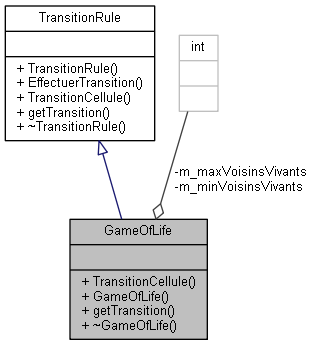 TransitionRule
+ TransitionRule()
+ EffectuerTransition()
+ TransitionCellule()
+ getTransition()
+ ~TransitionRule()
int
-m_maxVoisinsVivants
-m_minVoisinsVivants
GameOfLife
+ TransitionCellule()
+ GameOfLife()
+ getTransition()
+ ~GameOfLife()